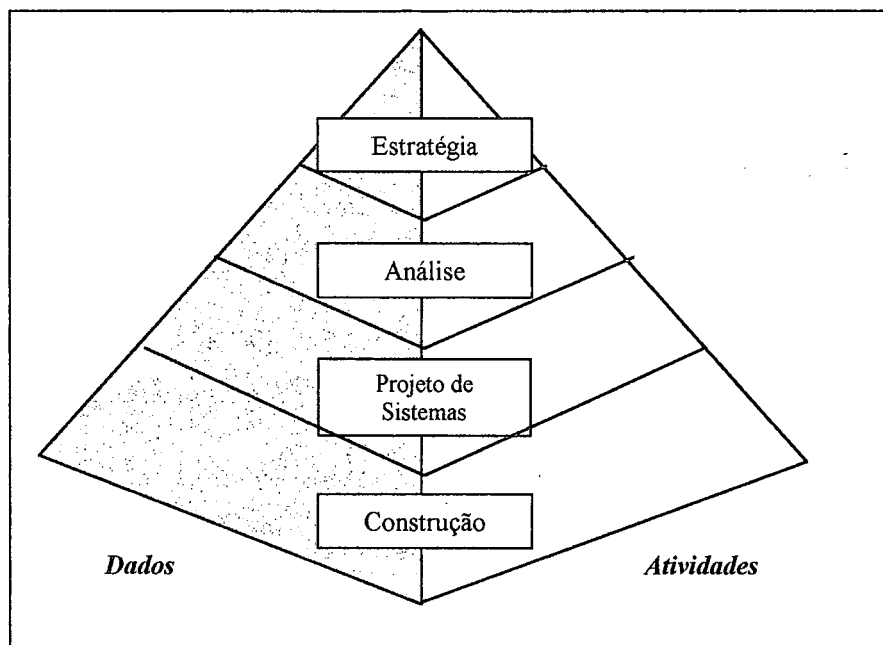 Estratégia
Análise
Projeto de
Sistemas
Construção
Dados
Atividades